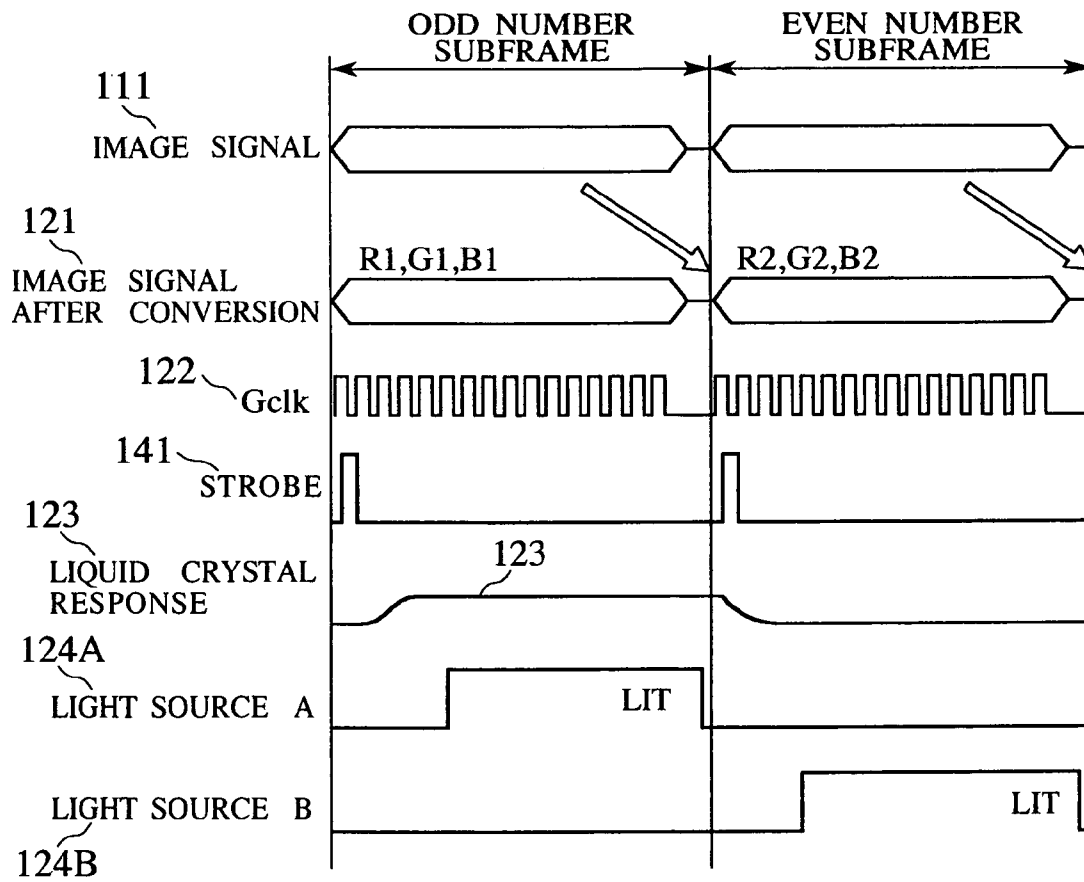 ODD NUMBER
SUBFRAME
EVEN NUMBER
SUBFRAME
111
IMAGE SIGNAL
121
IMAGE SIGNAL
AFTER CONVERSION
R1,G1,B1
R2,G2,B2
122
Gclk
141
STROBE
123
LIQUID CRYSTAL
RESPONSE
123
124A
LIGHT SOURCE A
LIT
LIGHT SOURCE B
LIT
124B